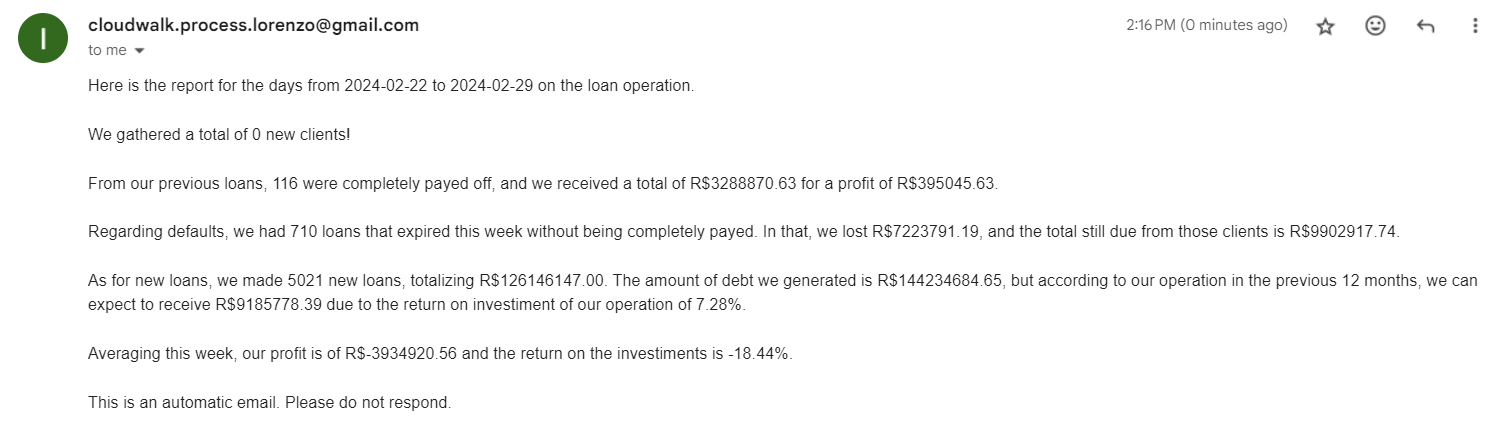 cloudwalk.process.lorenzo@gmail.com
2:16 PM (0 minutes ago)
to me
Here is the report for the days from 2024-02-22 to 2024-02-29 on the loan operation.
We gathered a total of 0 new clients!
From our previous loans, 116 were completely payed off, and we received a total of R$3288870.63 for a profit of R$395045.63.
Regarding defaults, we had 710 loans that expired this week without being completely payed. In that, we lost R$7223791.19, and the total still due from those clients is R$9902917.74.
As for new loans, we made 5021 new loans, totalizing R$126146147.00. The amount of debt we generated is R$144234684.65, but according to our operation in the previous 12 months, we can
expect to receive R$9185778.39 due to the return on investiment of our operation of 7.28%.
Averaging this week, our profit is of R$-3934920.56 and the return on the investiments is -18.44%.
This is an automatic email. Please do not respond.